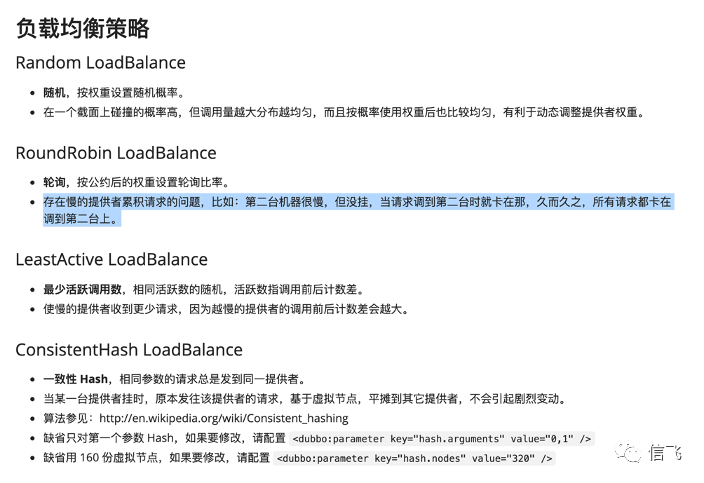 负载均衡策略
Random LoadBalance
随机，按权重设置随机概率。
在一个截面上碰撞的概率高，但调用量越大分布越均匀，而且按概率使用权重后也比较均匀，有利于动态调整提供者权重。
RoundRobin LoadBalance
轮询，按公约后的权重设置轮询比率。
存在慢的提供者累积请求的问题，比如：第二台机器很慢，但没挂，当请求调到第二台时就卡在那，久而久之，所有请求都卡在
调到第二台上。
LeastActive LoadBalance
最少活跃调用数，相同活跃数的随机，活跃数指调用前后计数差。
使慢的提供者收到更少请求，因为越慢的提供者的调用前后计数差会越大。
ConsistentHash LoadBalance
一致性 Hash，相同参数的请求总是发到同一提供者。
当某一台提供者挂时，原本发往该提供者的请求，基于虚拟节点，平摊到其它提供者，不会引起剧烈变动。
算法参见：http://en.wikipedia.org/wiki/Consistent_hashing
缺省只对第一个参数 Hash，如果要修改，请配置 <dubbo:parameter key="hash.arguments" value="0,1" />
缺省用 160 份虚拟节点，如果要修改，请配置 <dubbo:parameter key="hash.nodes" value="320" />
信飞